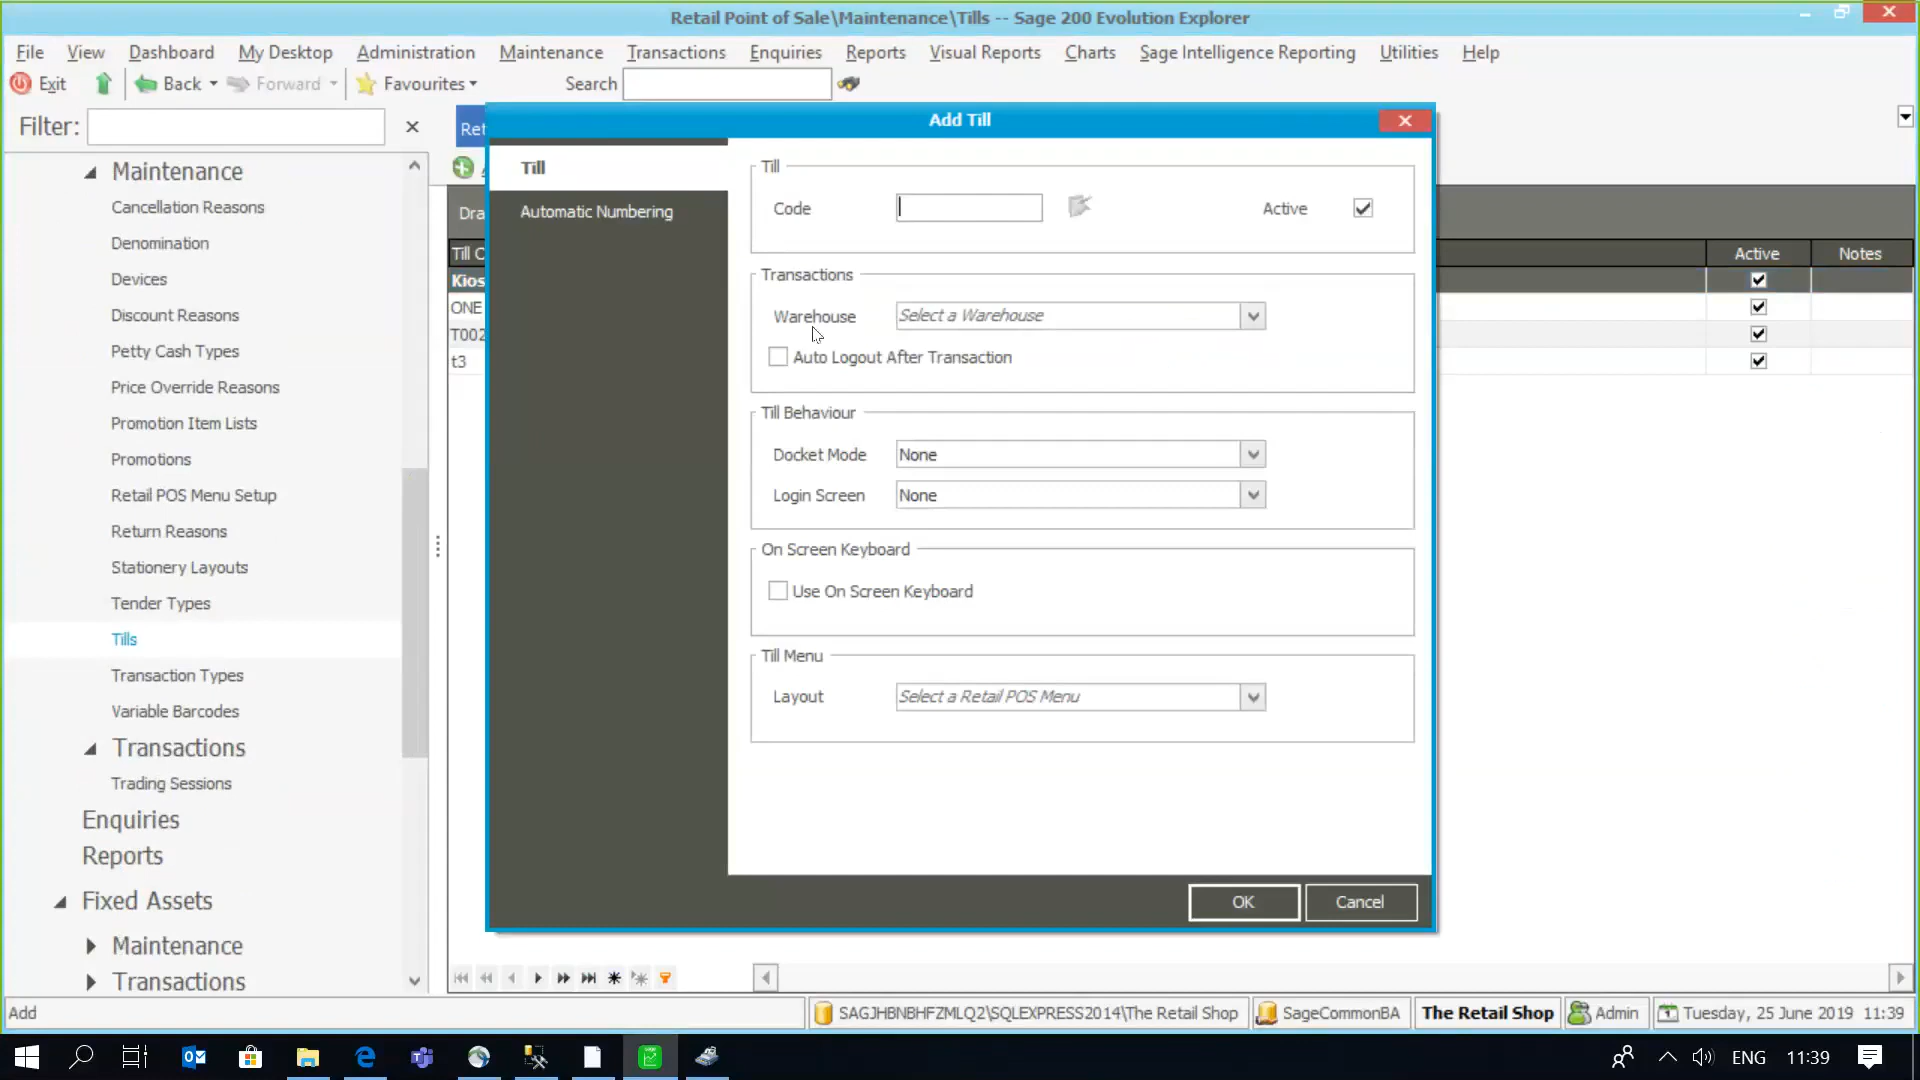 Retail Point of Sale\Maintenance\Tills -- Sage 200 Evolution Explorer
File View Dashboard My Desktop Administration Maintenance Transactions Enquiries Reports Visual Reports Charts Sage Intelligence Reporting Utilities Help
Exit Back Forward Favourites Search
Filter:
Ret
Maintenance
Cancellation Reasons
Denomination
Devices
Discount Reasons
Petty Cash Types
Price Override Reasons
Promotion Item Lists
Promotions
Retail POS Menu Setup
Return Reasons
Stationery Layouts
Tender Types
Tills
Transaction Types
Variable Barcodes
Transactions
Trading Sessions
Enquiries
Reports
Fixed Assets
Maintenance
Transactions
Dra
Till C
Active Notes
Kios
ONE
T002
t3
Add Till
Till
Automatic Numbering
Till
Code Active
Transactions
Warehouse Select a Warehouse
Auto Logout After Transaction
Till Behaviour
Docket Mode None
Login Screen None
On Screen Keyboard
Use On Screen Keyboard
Till Menu
Layout Select a Retail POS Menu
OK Cancel
Add SAGJHBNBHFZMLQ2\SQLEXPRESS2014\The Retail Shop SageCommonBA The Retail Shop Admin Tuesday, 25 June 2019 11:39
ENG 11:39